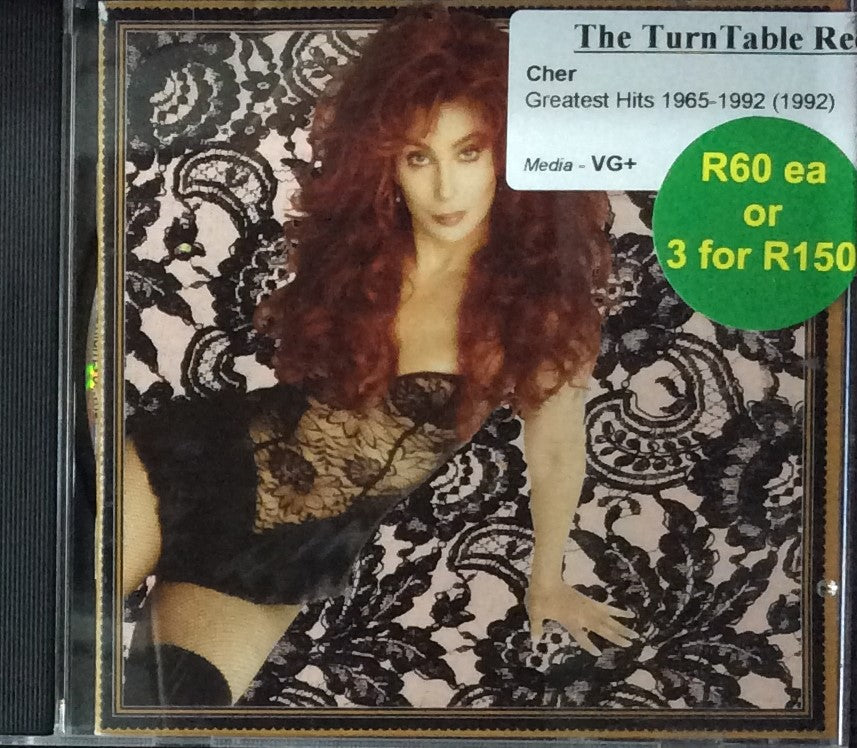 The TurnTable Re
Cher
Greatest Hits 1965-1992 (1992)
Media - VG+
R60 ea
or
3 for R150